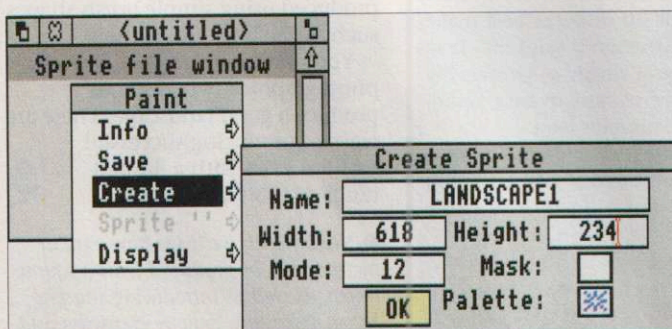 <untitled>
Sprite file window
Paint
Info
Save
Create
Sprite ''
Display
Create Sprite
Name: LANDSCAPE1
Width: 618 Height: 234
Mode: 12 Mask:
OK Palette: